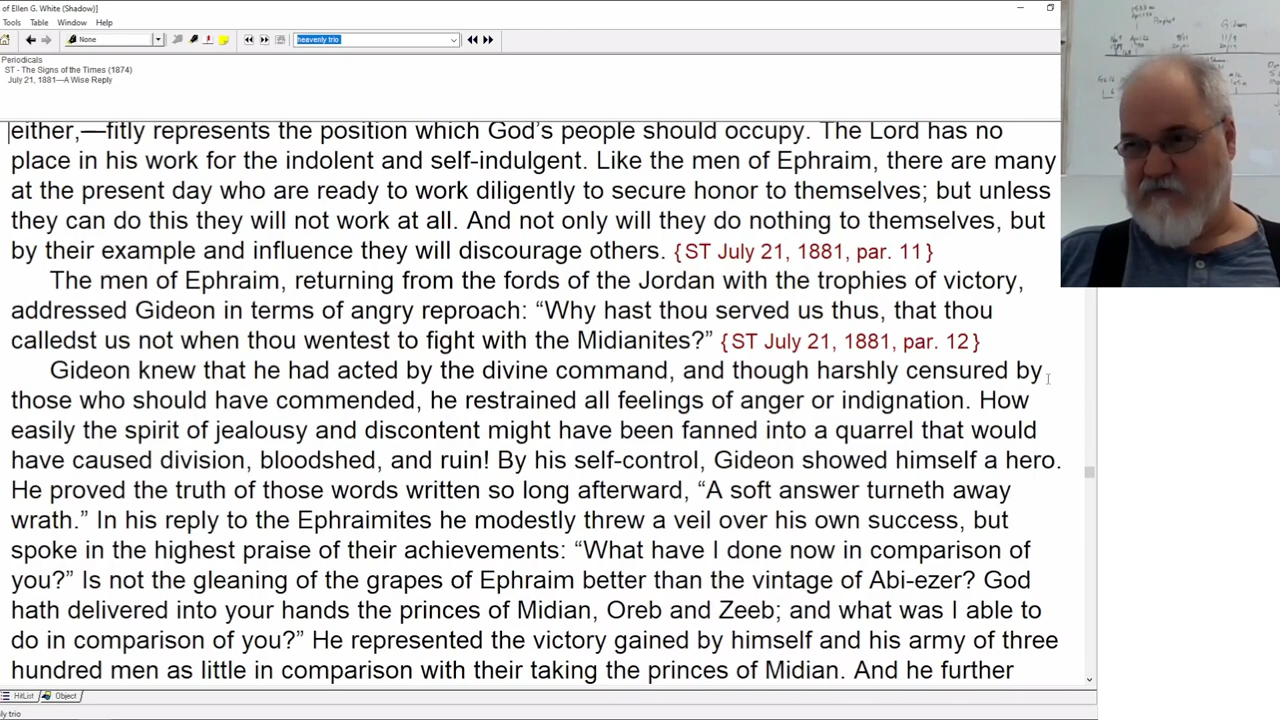 of Ellen G. White (Shadow)]
Tools Table Window Help
None
heavenly trio
Periodicals
ST - The Signs of the Times (1874)
July 21, 1881—A Wise Reply
either,—fitly represents the position which God's people should occupy. The Lord has no
place in his work for the indolent and self-indulgent. Like the men of Ephraim, there are many
at the present day who are ready to work diligently to secure honor to themselves; but unless
they can do this they will not work at all. And not only will they do nothing to themselves, but
by their example and influence they will discourage others. {ST July 21, 1881, par. 11}
The men of Ephraim, returning from the fords of the Jordan with the trophies of victory,
addressed Gideon in terms of angry reproach: “Why hast thou served us thus, that thou
calledst us not when thou wentest to fight with the Midianites?” {ST July 21, 1881, par. 12}
Gideon knew that he had acted by the divine command, and though harshly censured by
those who should have commended, he restrained all feelings of anger or indignation. How
easily the spirit of jealousy and discontent might have been fanned into a quarrel that would
have caused division, bloodshed, and ruin! By his self-control, Gideon showed himself a hero.
He proved the truth of those words written so long afterward, “A soft answer turneth away
wrath.” In his reply to the Ephraimites he modestly threw a veil over his own success, but
spoke in the highest praise of their achievements: “What have I done now in comparison of
you?” Is not the gleaning of the grapes of Ephraim better than the vintage of Abi-ezer? God
hath delivered into your hands the princes of Midian, Oreb and Zeeb; and what was I able to
do in comparison of you?” He represented the victory gained by himself and his army of three
hundred men as little in comparison with their taking the princes of Midian. And he further
HitList Object
ly trio
Prophet
Gideon